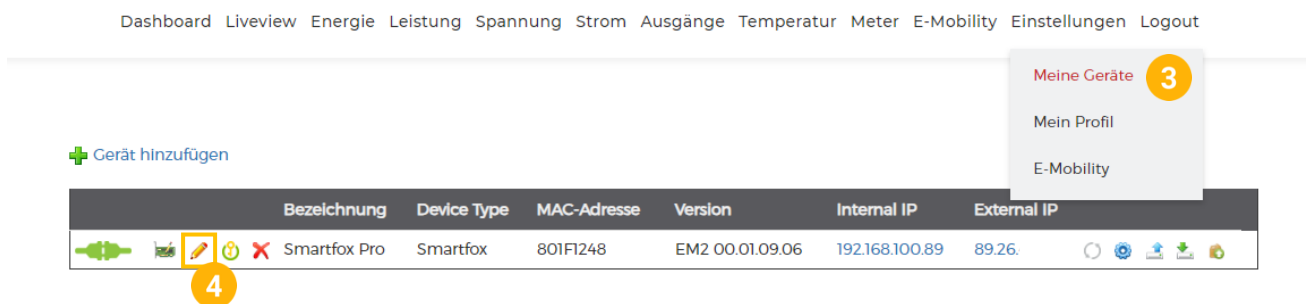 Dashboard Liveview Energie Leistung Spannung Strom Ausgänge Temperatur Meter E-Mobility Einstellungen Logout
Meine Geräte 3
Mein Profil
E-Mobility
Gerät hinzufügen
Bezeichnung Device Type MAC-Adresse Version Internal IP External IP
Smartfox Pro Smartfox 801F1248 EM2 00.01.09.06 192.168.100.89 89.26.
4